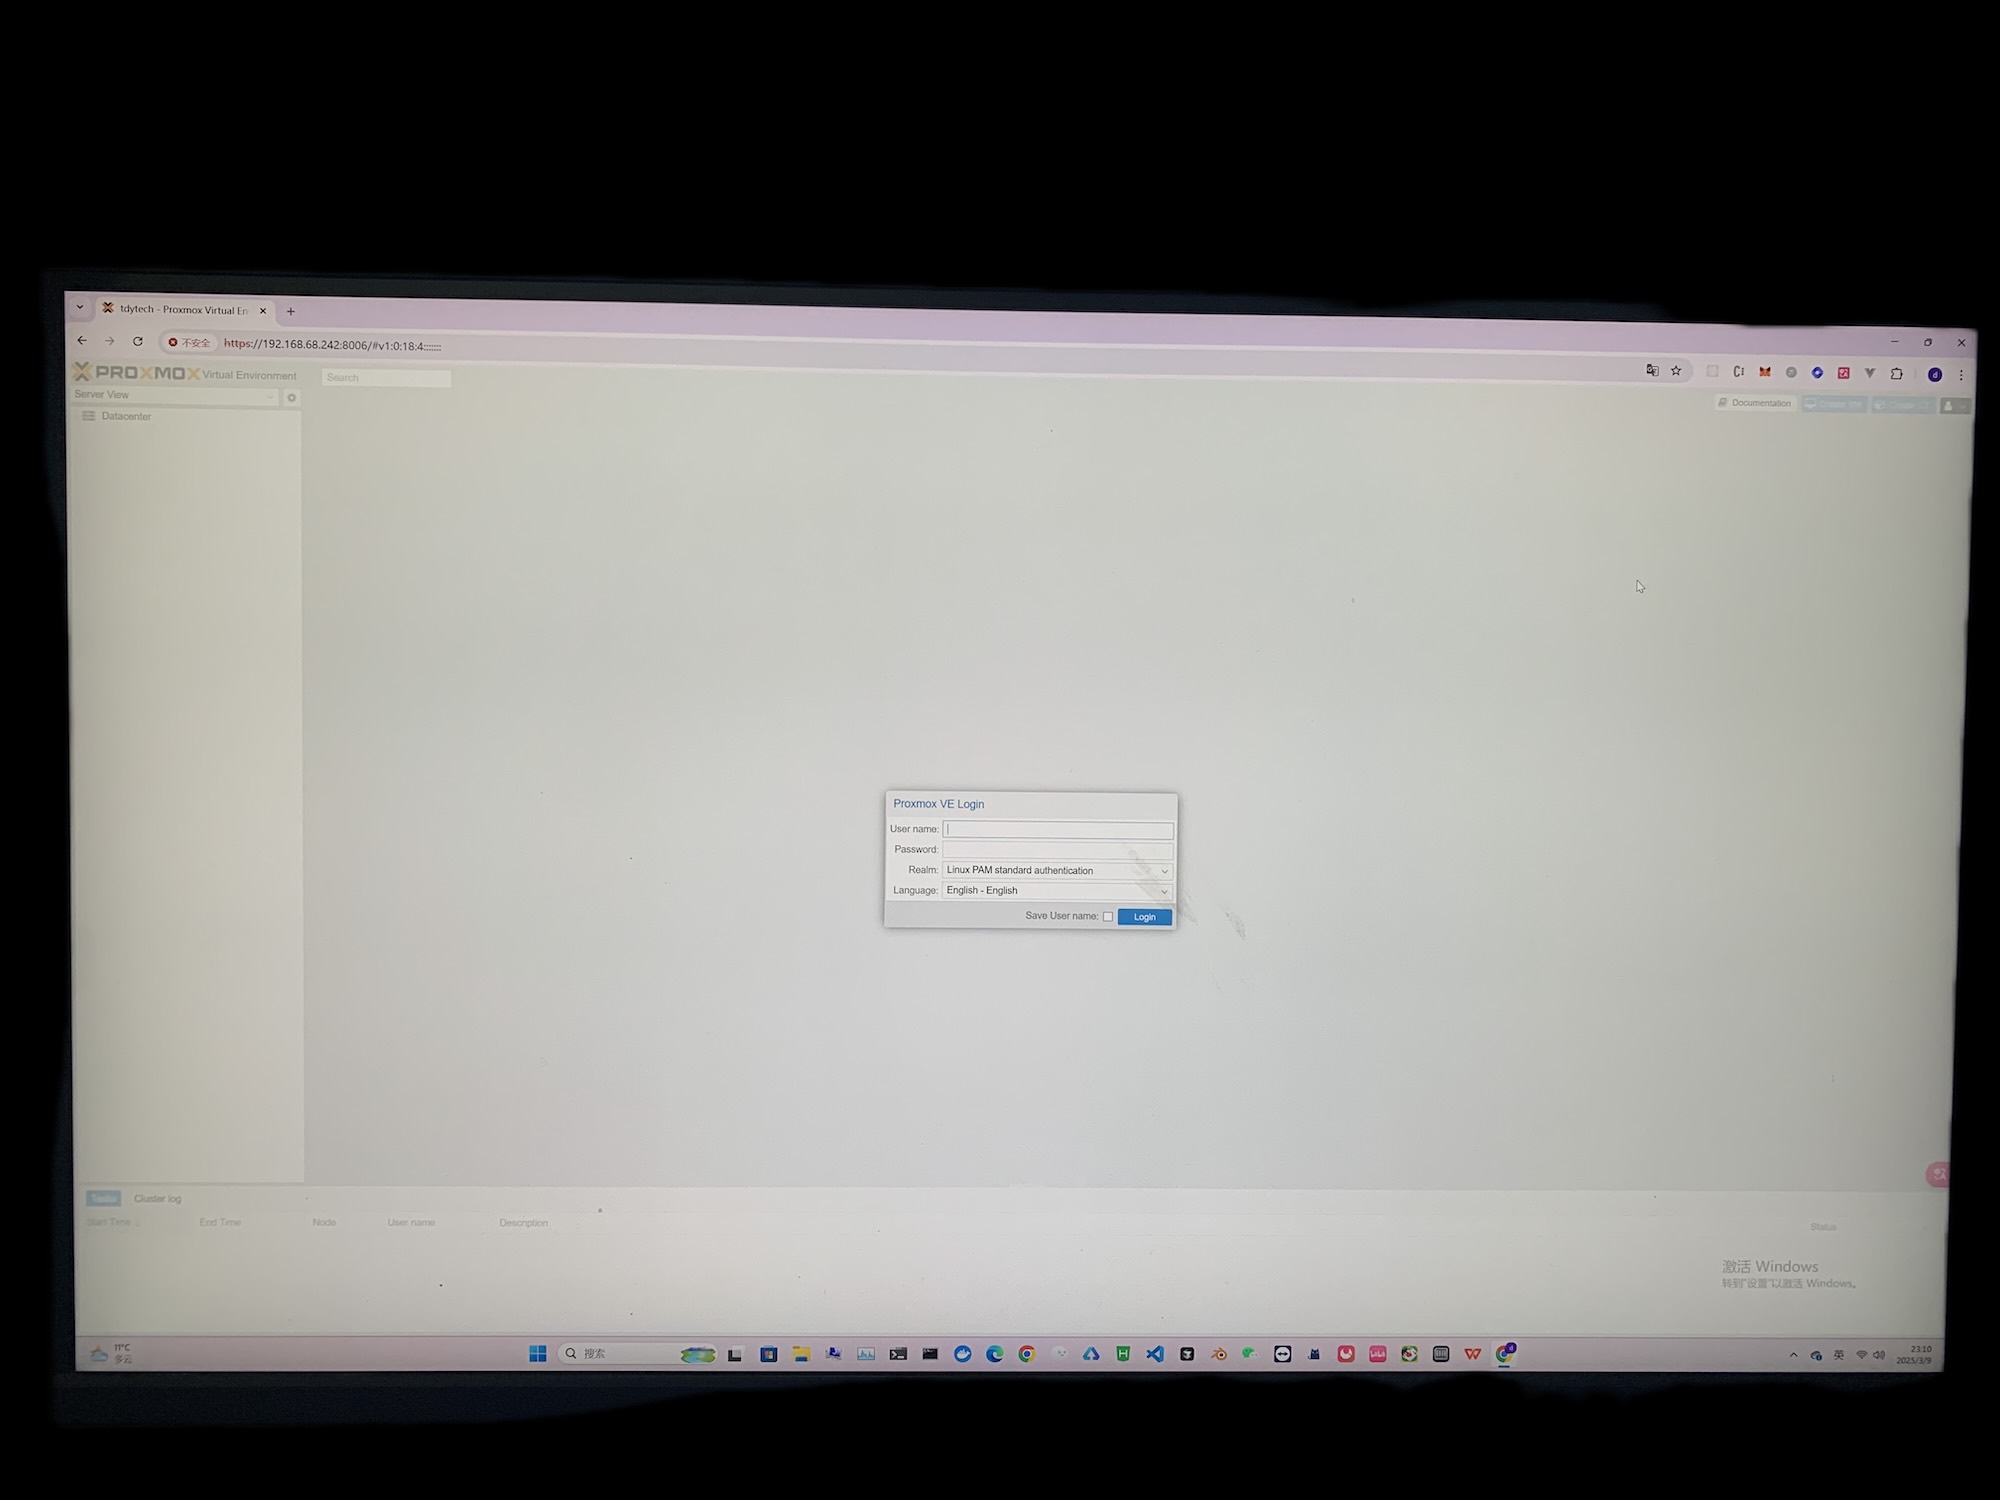 tdytech - Proxmox Virtual En
不安全 https://192.168.68.242:8006/#v1:0:18:4:::::::
PROXMOX Virtual Environment
Search
Documentation
Server View
Datacenter
Proxmox VE Login
User name:
Password:
Realm: Linux PAM standard authentication
Language: English - English
Save User name: Login
Tasks Cluster log
Start Time End Time Node User name Description Status
激活 Windows
转到"设置"以激活 Windows。
11°C
多云
搜索
英
23:10
2025/3/9